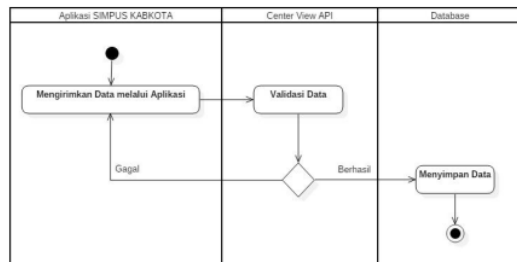 Aplikasi SIMPUS KABKOTA
Center View API
Database
Mengirimkan Data melalui Aplikasi
Validasi Data
Gagal
Berhasil
Menyimpan Data